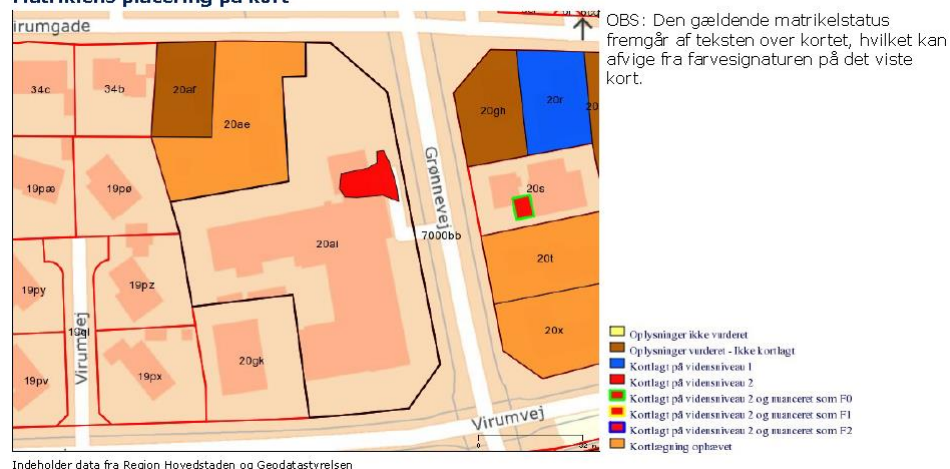 Matriklens placering på kort
OBS: Den gældende matrikelstatus
fremgår af teksten over kortet, hvilket kan
afvige fra farvesignaturen på det viste
kort.
irumgade
34c
34b
20af
20ae
20gh
20r
20
19pæ
19pø
20s
Grønnevej
7000bb
20ai
20t
19py
19pz
20x
Virumvej
19pv
19px
20gk
Virumvej
0
Oplysninger ikke vurderet
Oplysninger vurderet - Ikke kortlagt
Kortlagt på vidensniveau 1
Kortlagt på vidensniveau 2
Kortlagt på vidensniveau 2 og nuanceret som F0
Kortlagt på vidensniveau 2 og nuanceret som F1
Kortlagt på vidensniveau 2 og nuanceret som F2
Kortlægning ophævet
Indeholder data fra Region Hovedstaden og Geodatastyrelsen